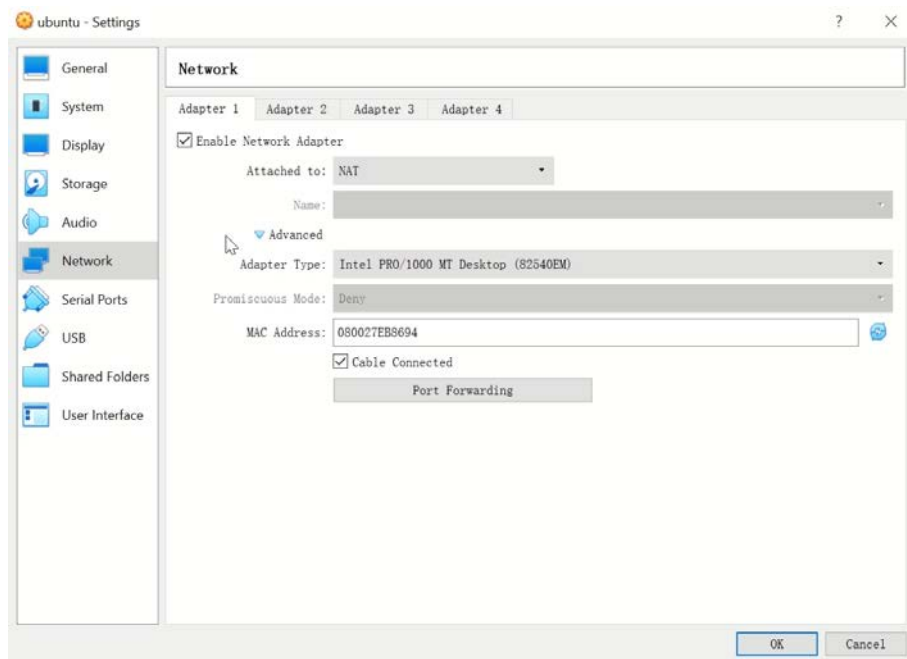 ubuntu - Settings
?
General
System
Display
Storage
Audio
Network
Serial Ports
USB
Shared Folders
User Interface
Network
Adapter 1 Adapter 2 Adapter 3 Adapter 4
Enable Network Adapter
Attached to: NAT
Name:
Advanced
Adapter Type: Intel PRO/1000 MT Desktop (82540EM)
Promiscuous Mode: Deny
MAC Address: 080027EB8694
Cable Connected
Port Forwarding
OK Cancel